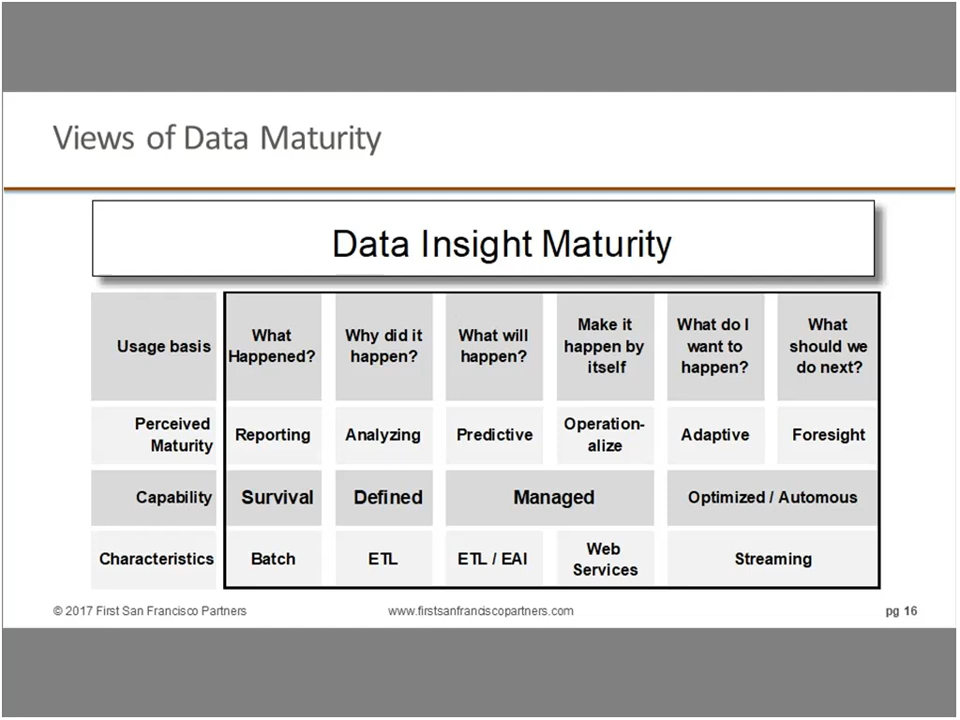 Views of Data Maturity
Data Insight Maturity
Usage basis
What
Happened?
Why did it
happen?
What will
happen?
Make it
happen by
itself
What do I
want to
happen?
What
should we
do next?
Perceived
Maturity
Reporting
Analyzing
Predictive
Operation-
alize
Adaptive
Foresight
Capability
Survival
Defined
Managed
Optimized / Automous
Characteristics
Batch
ETL
ETL / EAI
Web
Services
Streaming
© 2017 First San Francisco Partners
www.firstsanfranciscopartners.com
pg 16